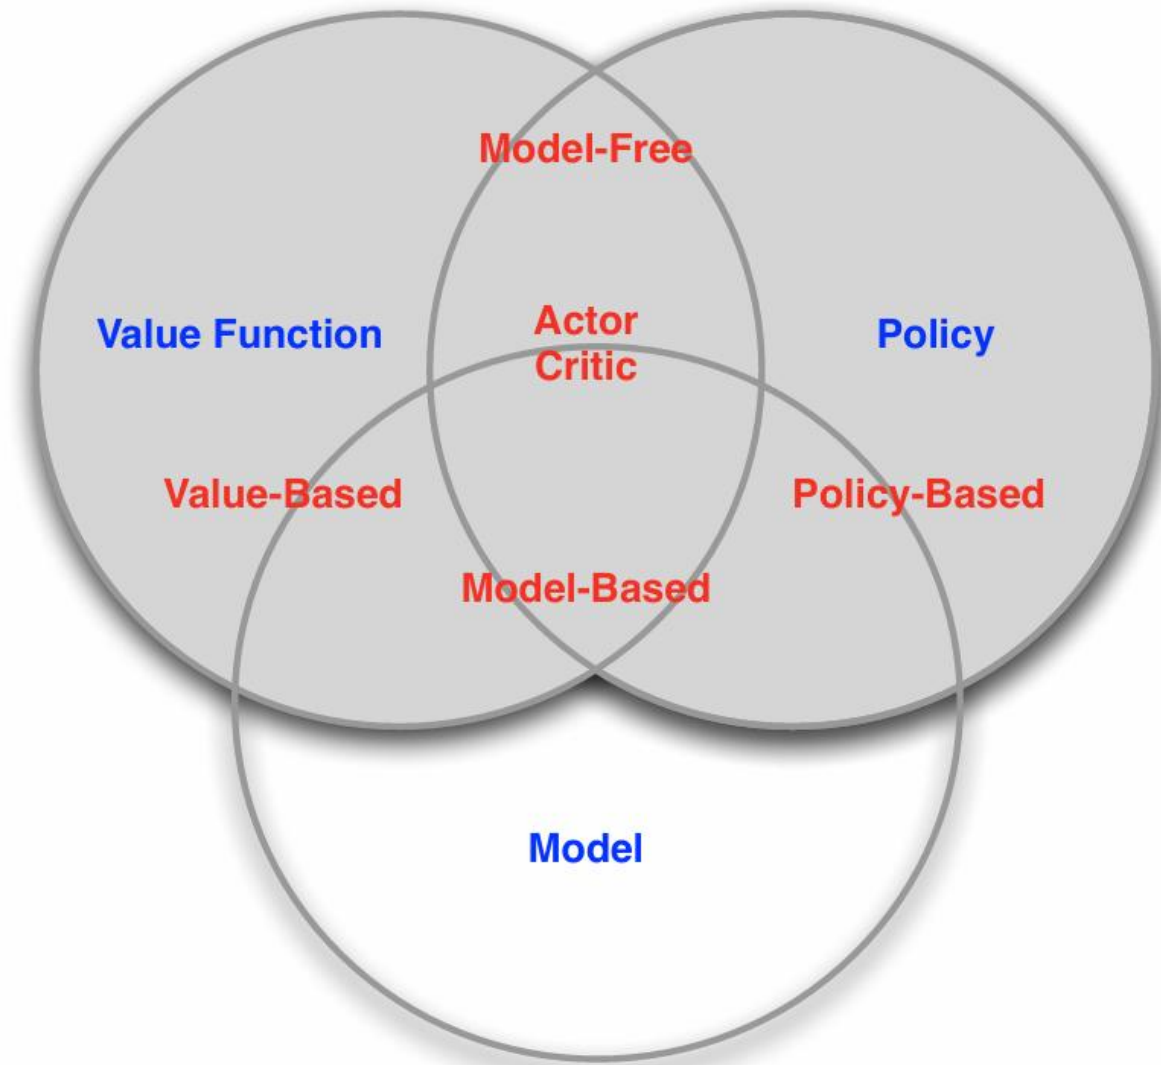 Model-Free
Actor
Critic
Value Function
Policy
Value-Based
Policy-Based
Model-Based
Model